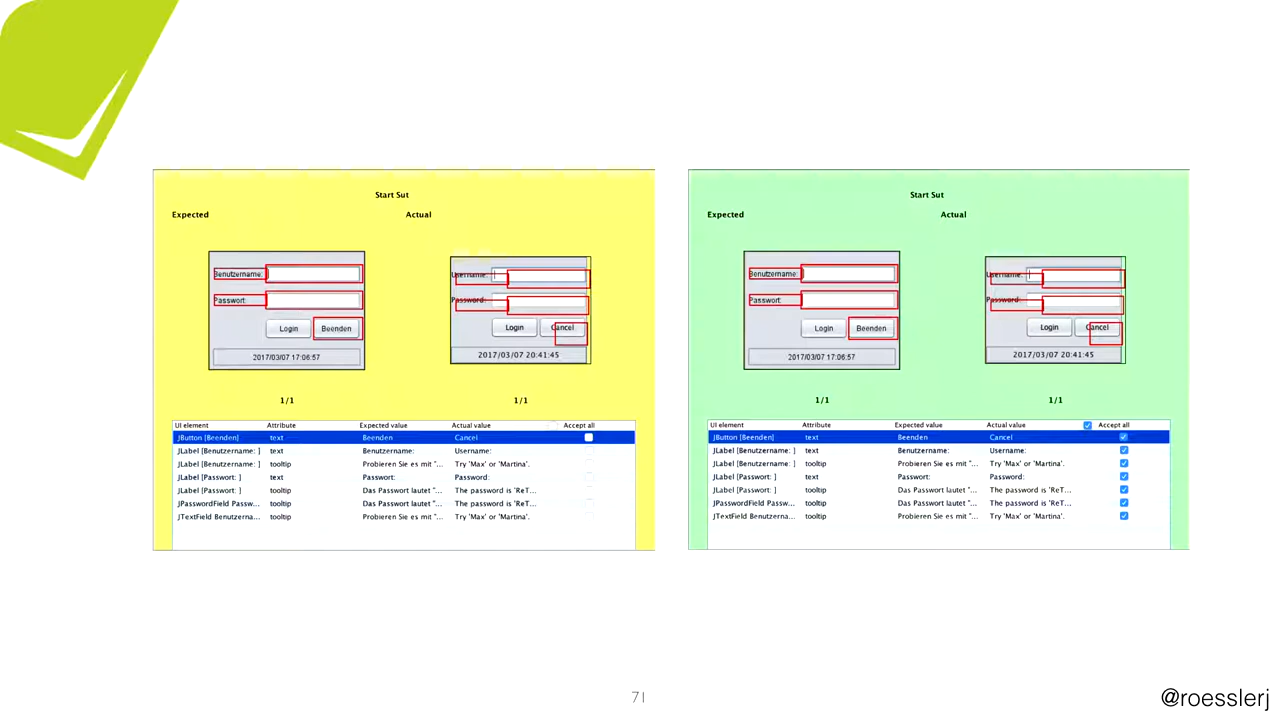 Start Sut
Expected Actual
Benutzername:
Passwort:
Login Beenden
2017/03/07 17:06:57
Username:
Password:
Login Cancel
2017/03/07 20:41:45
1/1 1/1
UI element Attribute Expected value Actual value Accept all
JButton [Beenden] text Beenden Cancel
JLabel [Benutzername: ] text Benutzername: Username:
JLabel [Benutzername: ] tooltip Probieren Sie es mit "... Try 'Max' or 'Martina'.
JLabel [Passwort: ] text Passwort: Password:
JLabel [Passwort: ] tooltip Das Passwort lautet "... The password is 'ReT...
JPasswordField Passw... tooltip Das Passwort lautet "... The password is 'ReT...
JTextField Benutzerna... tooltip Probieren Sie es mit "... Try 'Max' or 'Martina'.
Start Sut
Expected Actual
Benutzername:
Passwort:
Login Beenden
2017/03/07 17:06:57
Username:
Password:
Login Cancel
2017/03/07 20:41:45
1/1 1/1
UI element Attribute Expected value Actual value Accept all
JButton [Beenden] text Beenden Cancel
JLabel [Benutzername: ] text Benutzername: Username:
JLabel [Benutzername: ] tooltip Probieren Sie es mit "... Try 'Max' or 'Martina'.
JLabel [Passwort: ] text Passwort: Password:
JLabel [Passwort: ] tooltip Das Passwort lautet "... The password is 'ReT...
JPasswordField Passw... tooltip Das Passwort lautet "... The password is 'ReT...
JTextField Benutzerna... tooltip Probieren Sie es mit "... Try 'Max' or 'Martina'.
71
@roesslerj